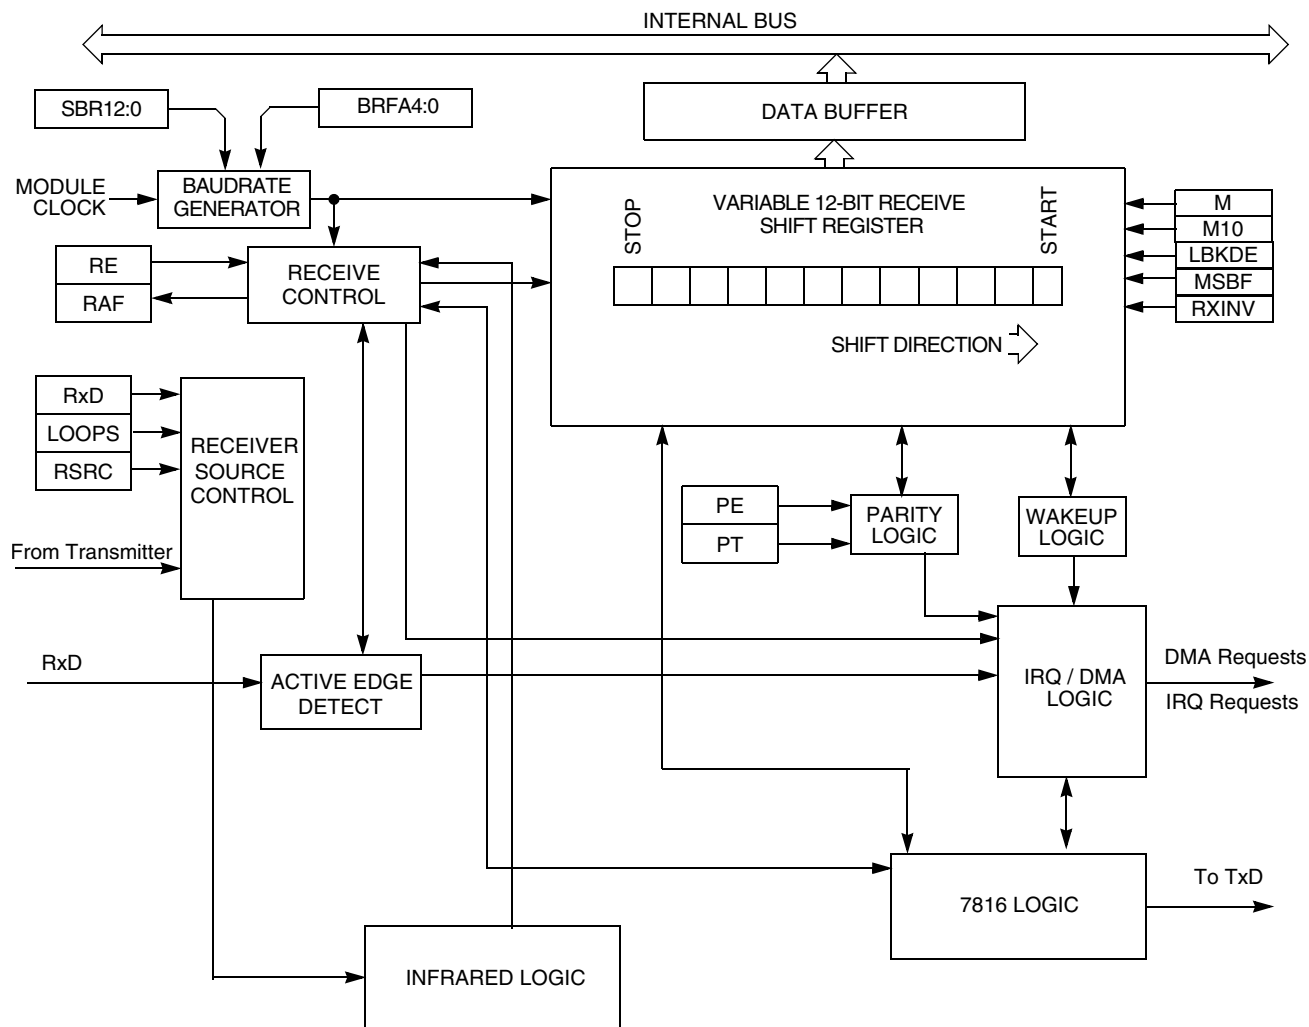 INTERNAL BUS
SBR12:0
BRFA4:0
DATA BUFFER
MODULE
CLOCK
BAUDRATE
GENERATOR
VARIABLE 12-BIT RECEIVE
SHIFT REGISTER
STOP
START
M
M10
LBKDE
MSBF
RXINV
RE
RAF
RECEIVE
CONTROL
SHIFT DIRECTION
RxD
LOOPS
RSRC
RECEIVER
SOURCE
CONTROL
PE
PT
PARITY
LOGIC
WAKEUP
LOGIC
From Transmitter
RxD
ACTIVE EDGE
DETECT
IRQ / DMA
LOGIC
DMA Requests
IRQ Requests
7816 LOGIC
To TxD
INFRARED LOGIC